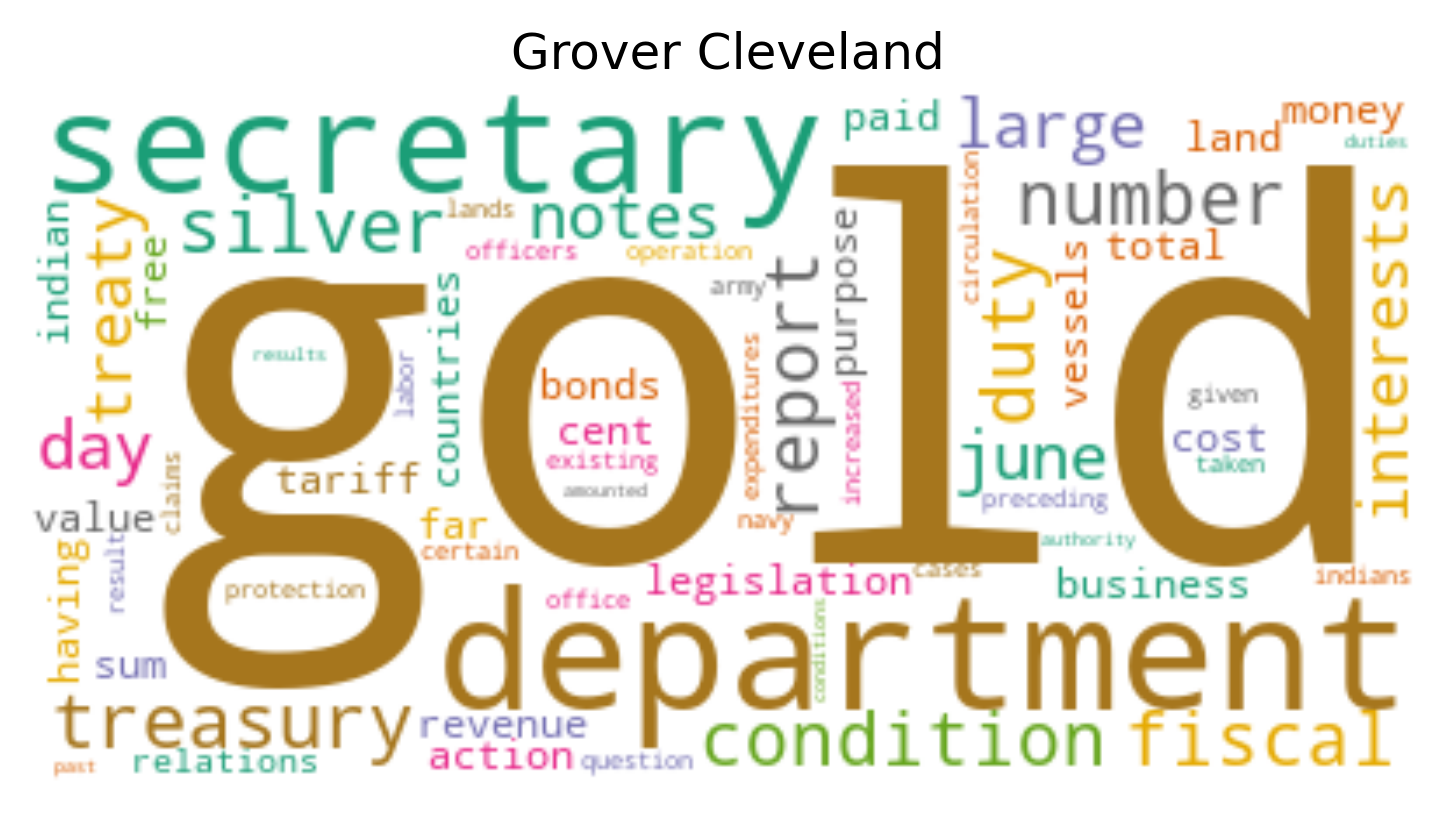 Grover Cleveland
secretary
paid
large
land
money
duties
silver
lands
notes
number
circulation
indian
treaty
free
officers
operation
total
interests
countries
army
report
purpose
duty
vessels
results
labor
bonds
expenditures
increased
given
day
cent
june
cost
claims
tariff
existing
taken
amounted
preceding
value
far
navy
result
certain
authority
having
protection
office
legislation
cases
business
indians
sum
department
conditions
treasury
revenue
condition
fiscal
past
relations
action
question